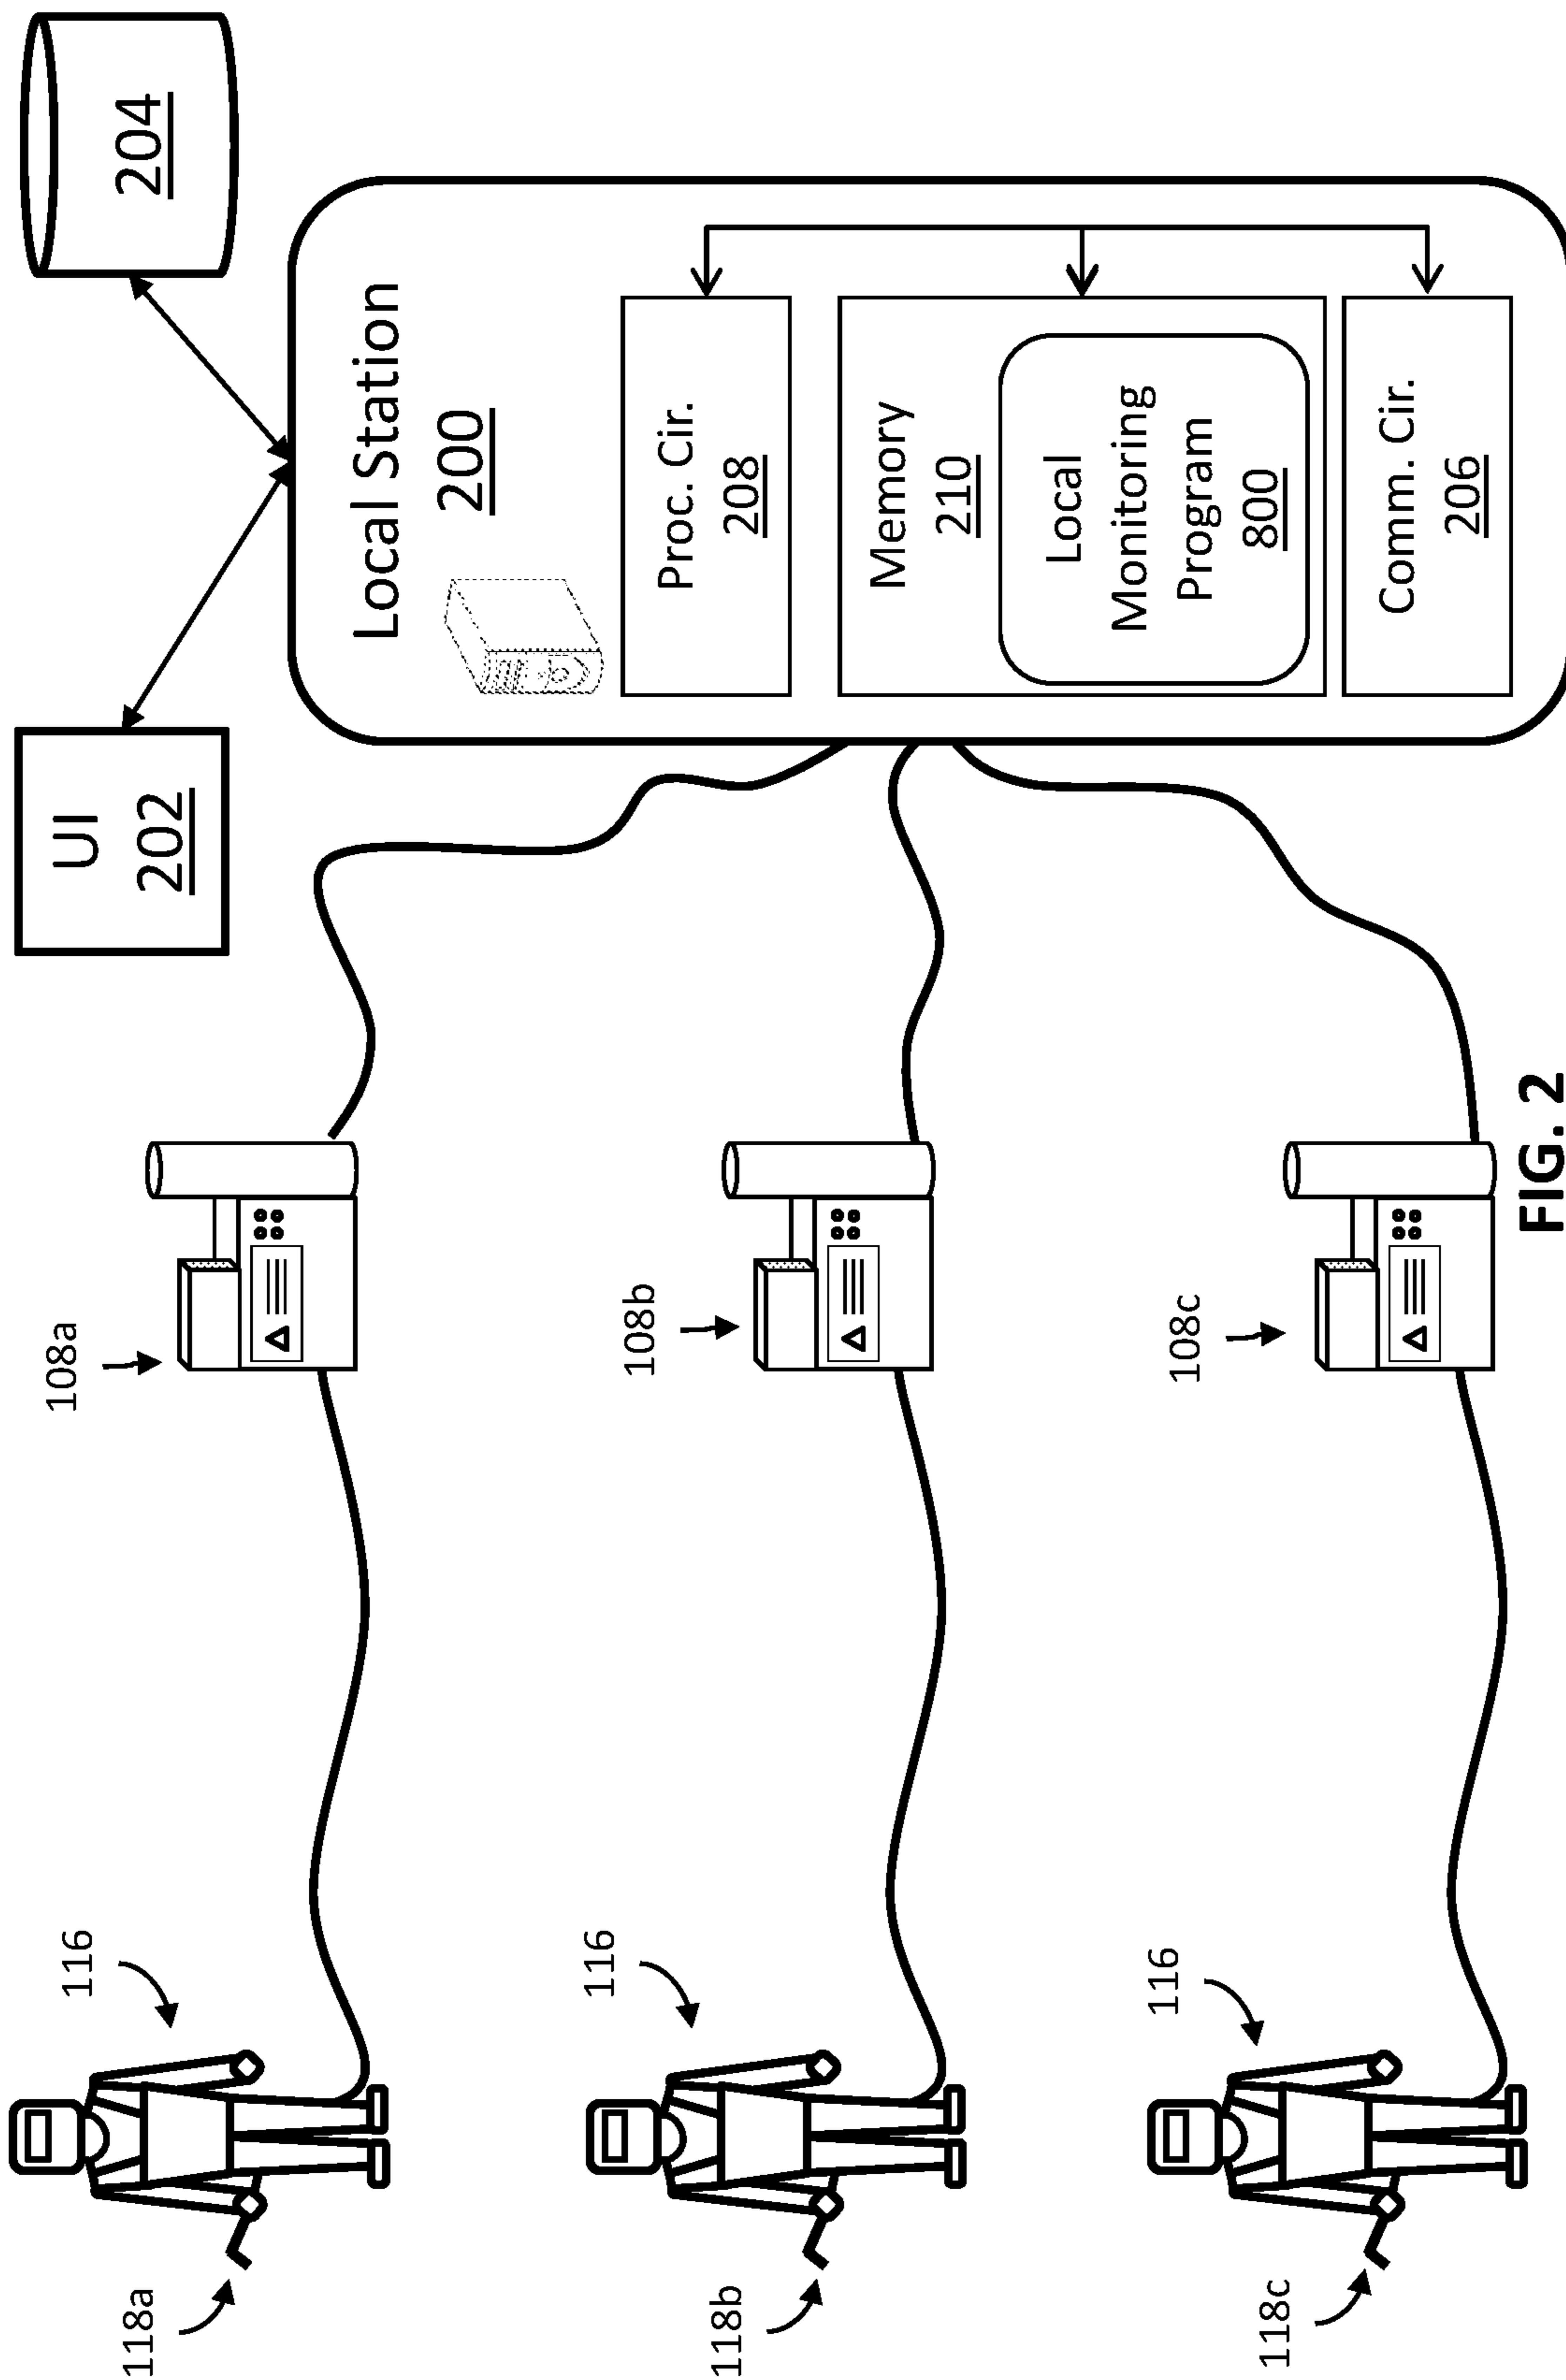 118a
116
108a
UI
202
204
118b
116
108b
118c
116
108c
Local Station
200
Proc. Cir.
208
Memory
210
Local
Monitoring
Program
800
Comm. Cir.
206
FIG. 2